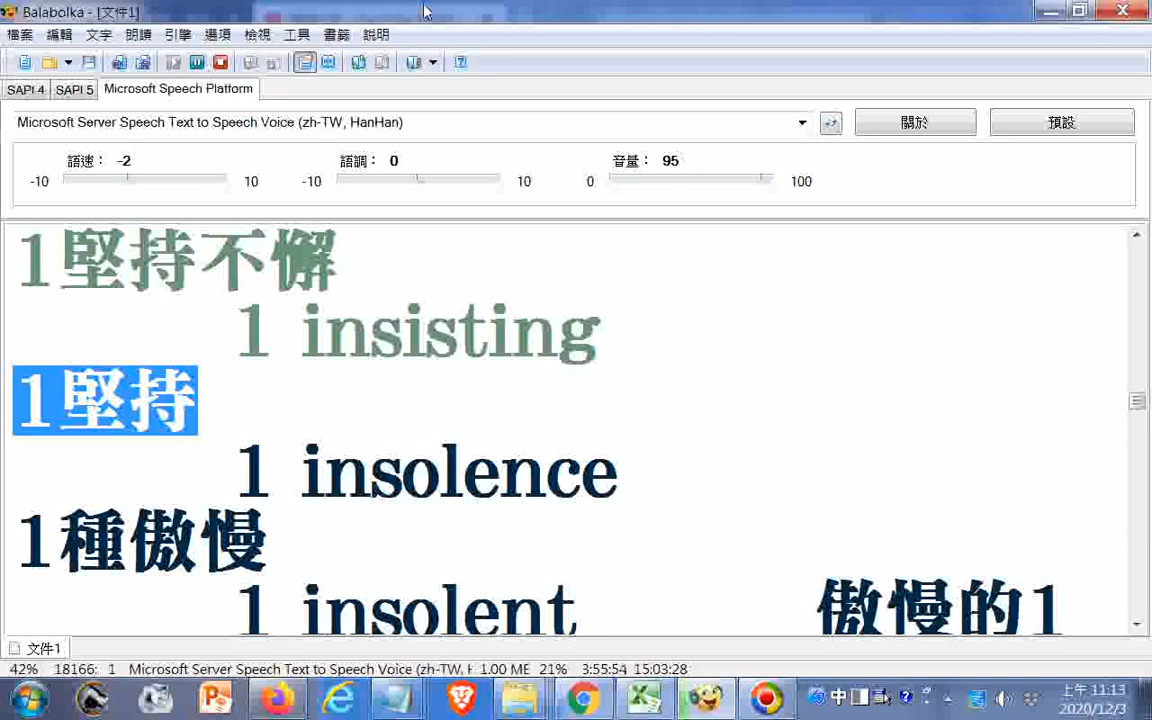 Balabolka - [文件1]
檔案 編輯 文字 朗讀 引擎 選項 檢視 工具 書籤 說明
SAPI 4 SAPI 5 Microsoft Speech Platform
Microsoft Server Speech Text to Speech Voice (zh-TW, HanHan) 關於 預設
語速： -2 語調： 0 音量： 95
-10 10 -10 10 0 100
1堅持不懈
1 insisting
1堅持
1 insolence
1種傲慢
1 insolent 傲慢的1
文件1
42% 18166: 1 Microsoft Server Speech Text to Speech Voice (zh-TW, H 1.00 ME 21% 3:55:54 15:03:28
中 上午 11:13
2020/12/3